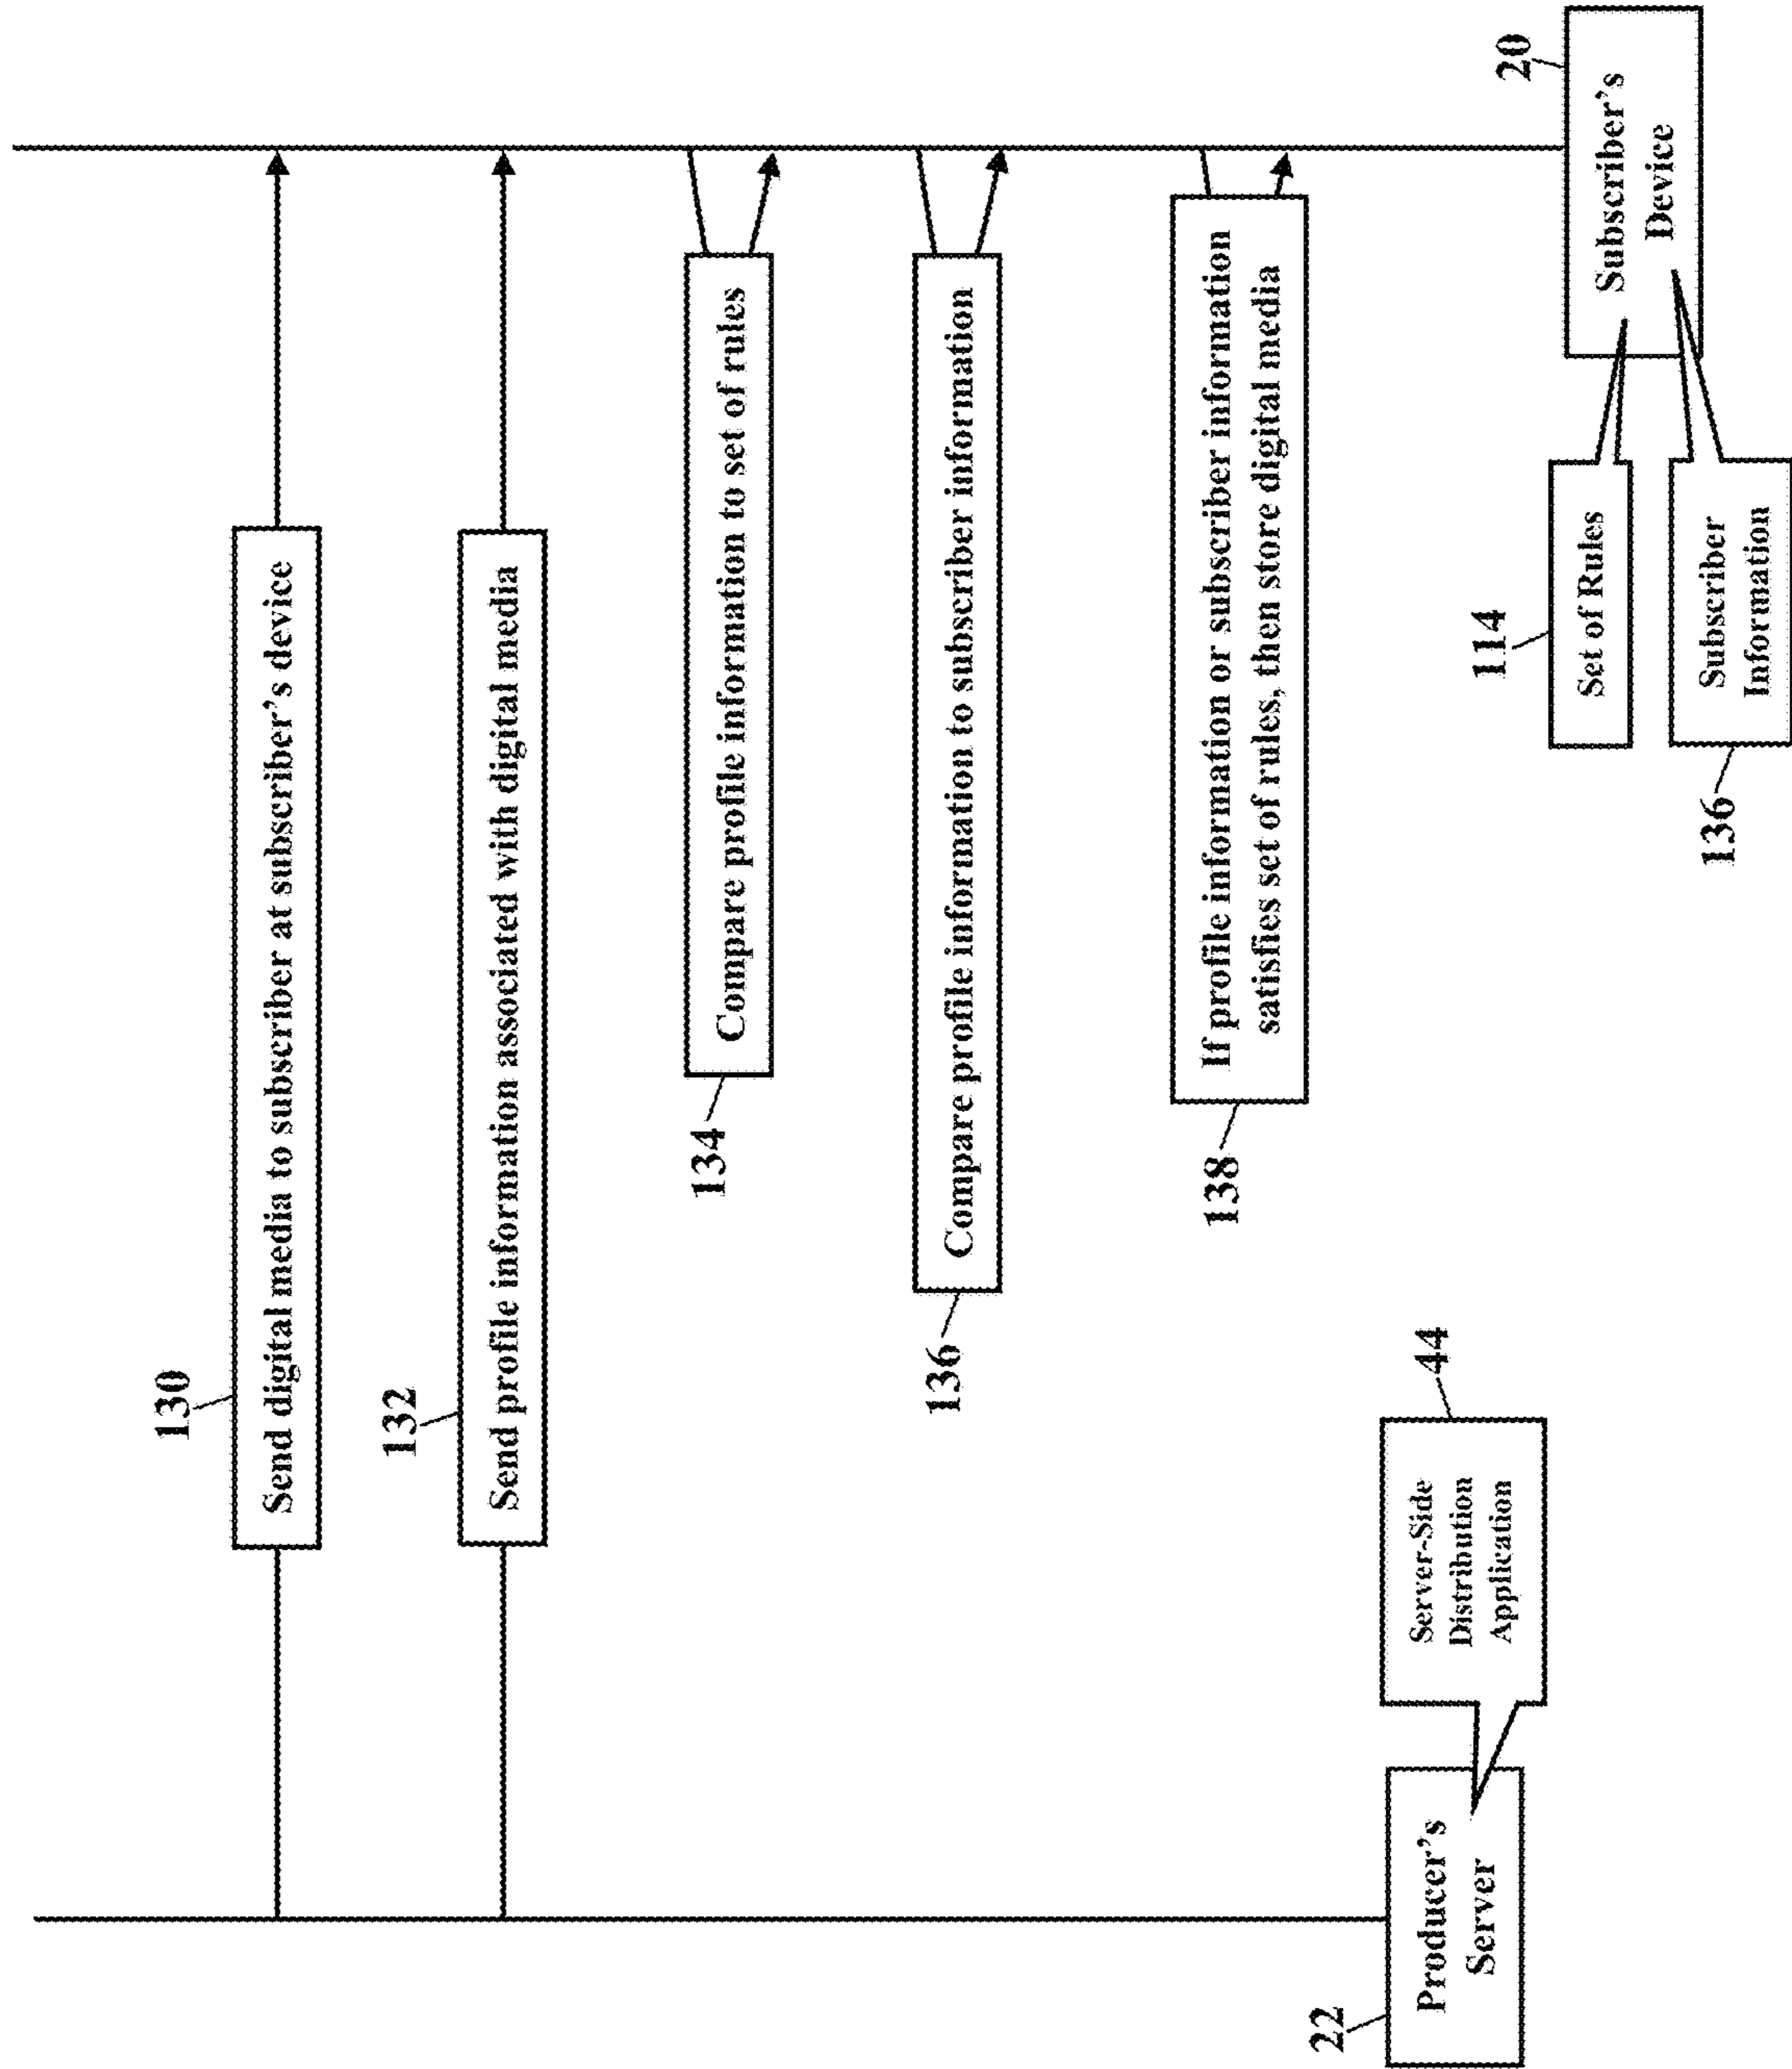 130
Send digital media to subscriber at subscriber's device
132
Send profile information associated with digital media
134
Compare profile information to set of rules
136
Compare profile information to subscriber information
138
If profile information or subscriber information
satisfies set of rules, then store digital media
22
Producer's
Server
44
Server-Side
Distribution
Application
114
Set of Rules
136
Subscriber
Information
20
Subscriber's
Device